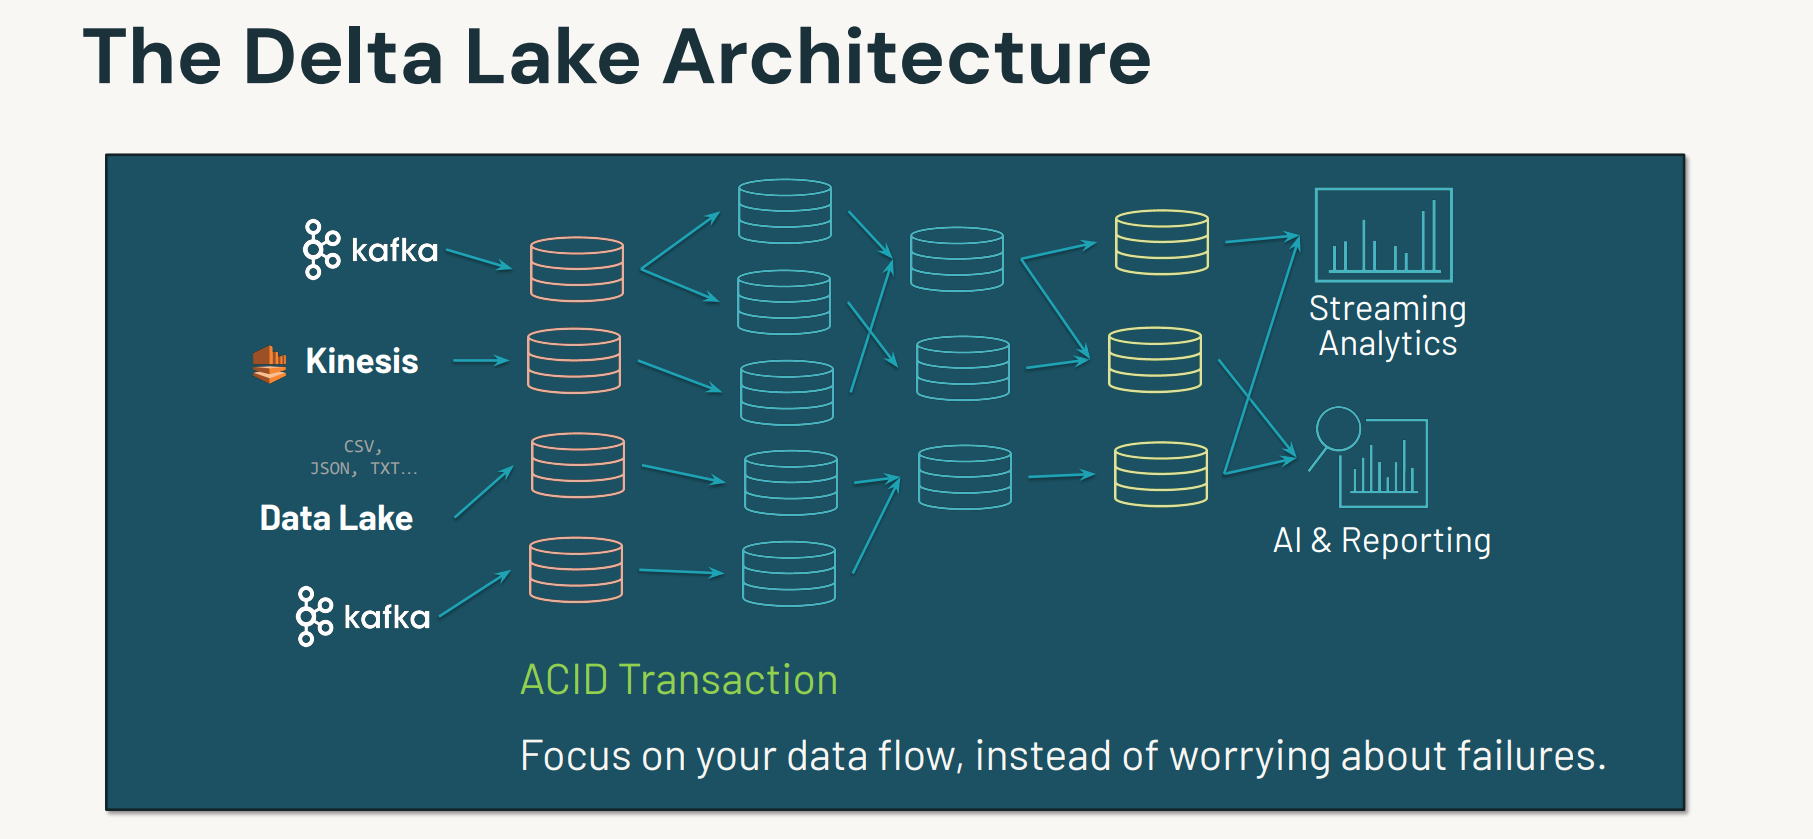 The Delta Lake Architecture
kafka
Kinesis
CSV,
JSON, TXT...
Data Lake
kafka
Streaming
Analytics
AI & Reporting
ACID Transaction
Focus on your data flow, instead of worrying about failures.